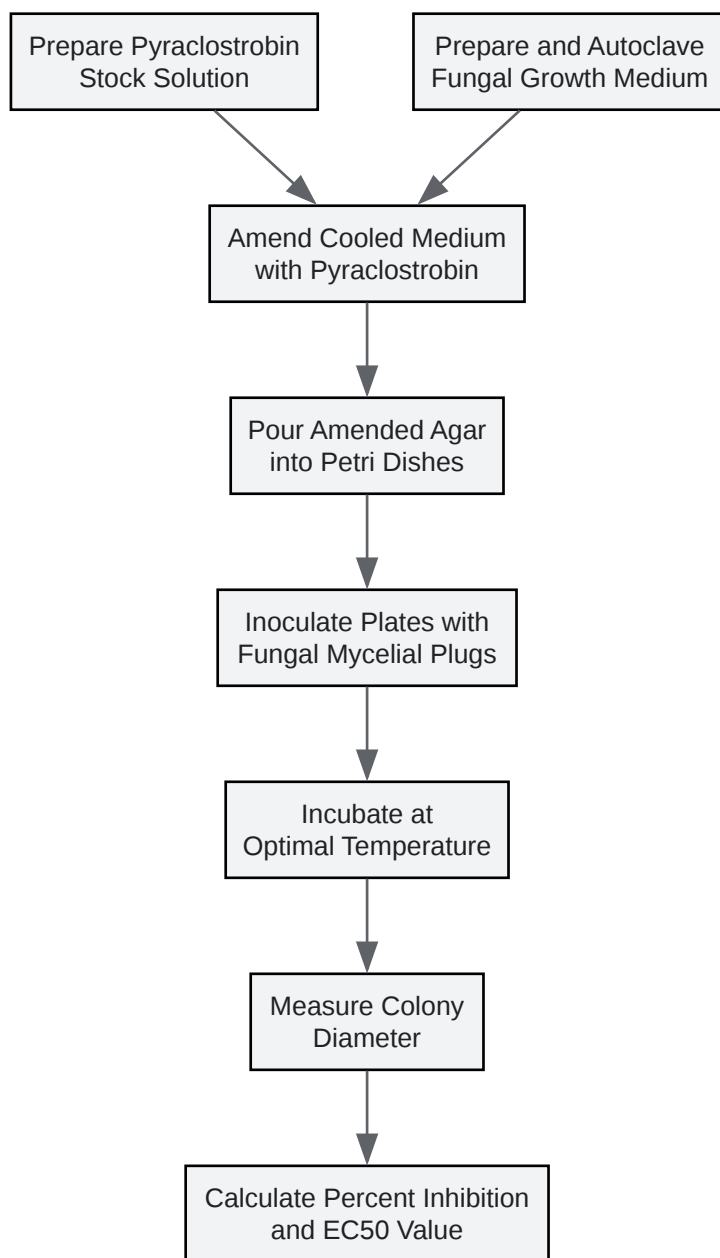 Prepare Pyraclostrobin
Stock Solution
Prepare and Autoclave
Fungal Growth Medium
Amend Cooled Medium
with Pyraclostrobin
Pour Amended Agar
into Petri Dishes
Inoculate Plates with
Fungal Mycelial Plugs
Incubate at
Optimal Temperature
Measure Colony
Diameter
Calculate Percent Inhibition
and EC50 Value